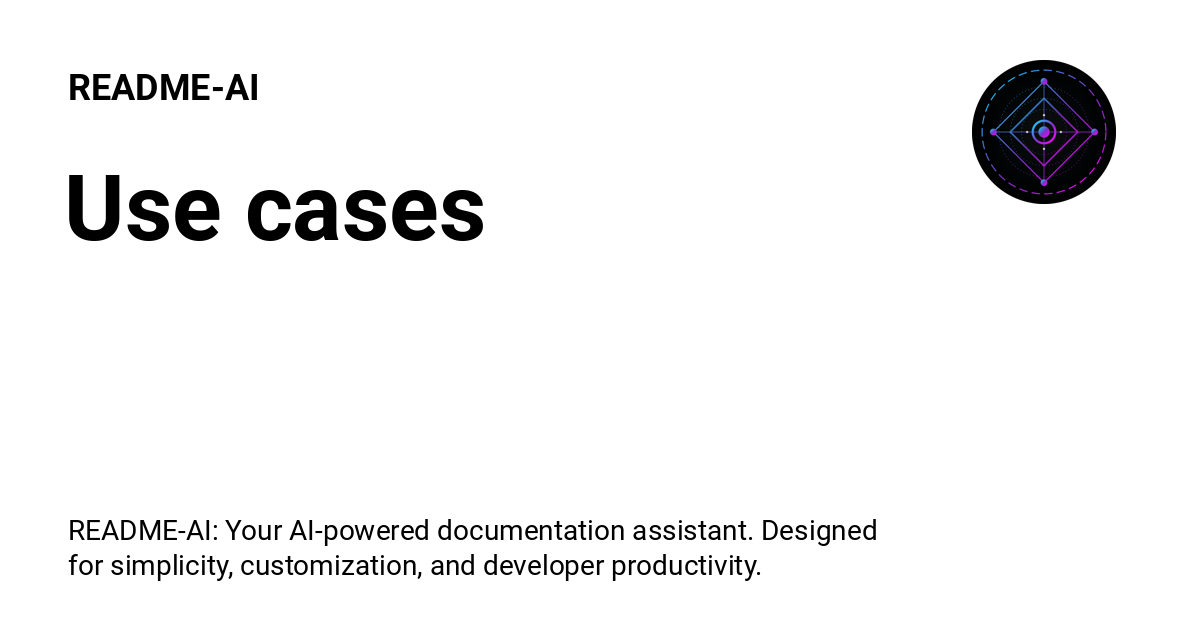 README-AI
Use cases
README-AI: Your AI-powered documentation assistant. Designed
for simplicity, customization, and developer productivity.